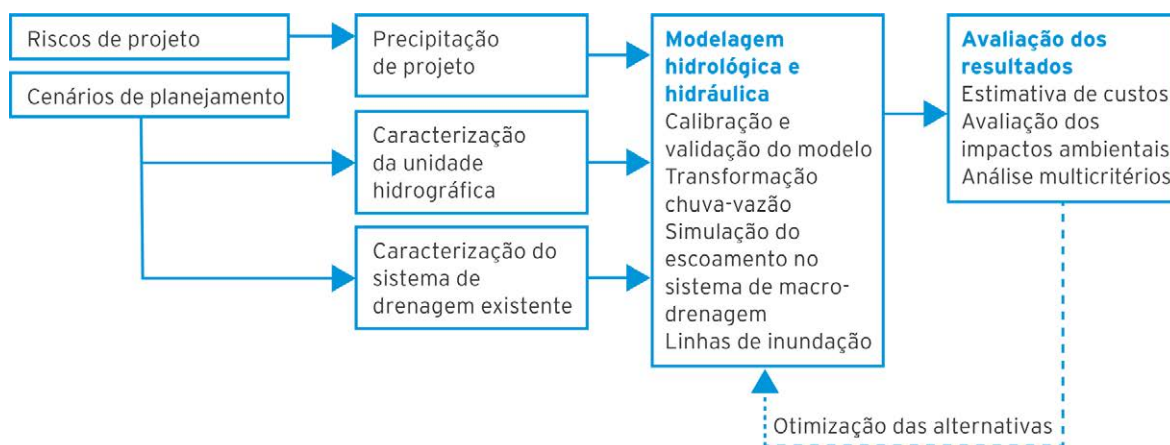 Riscos de projeto
Cenários de planejamento
Precipitação
de projeto
Caracterização
da unidade
hidrográfica
Caracterização do
sistema de
drenagem existente
Modelagem
hidrológica e
hidráulica
Calibração e
validação do modelo
Transformação
chuva-vazão
Simulação do
escoamento no
sistema de macro-
drenagem
Linhas de inundação
Avaliação dos
resultados
Estimativa de custos
Avaliação dos
impactos ambientais
Análise multicritérios
Otimização das alternativas